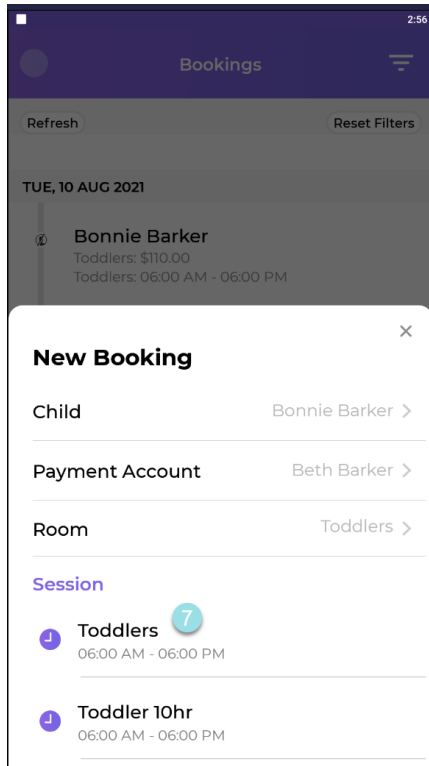 2:56
Bookings
Refresh
Reset Filters
TUE, 10 AUG 2021
Bonnie Barker
Toddlers: $110.00
Toddlers: 06:00 AM - 06:00 PM
×
New Booking
Child Bonnie Barker >
Payment Account Beth Barker >
Room Toddlers >
Session
Toddlers 7
06:00 AM - 06:00 PM
Toddler 10hr
06:00 AM - 06:00 PM